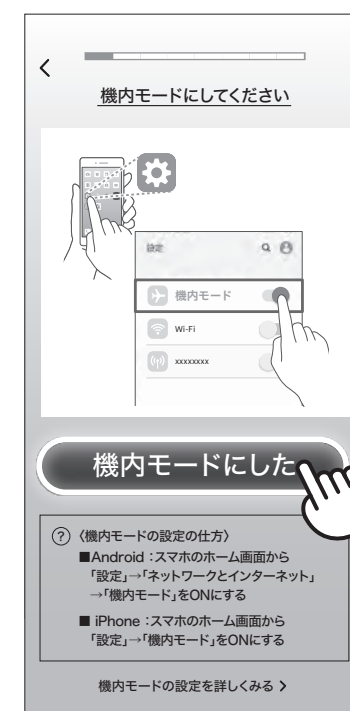 機内モードにしてください
設定
機内モード
Wi-Fi
xxxxxxxx
機内モードにした
? 〈機内モードの設定の仕方〉
■Android:スマホのホーム画面から
「設定」→「ネットワークとインターネット」
→「機内モード」をONにする
■ iPhone:スマホのホーム画面から
「設定」→「機内モード」をONにする
機内モードの設定を詳しくみる >